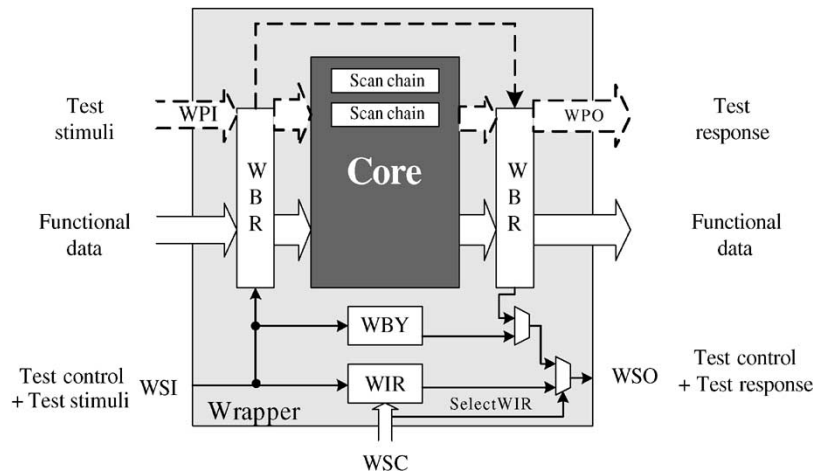 Scan chain
Scan chain
Test
stimuli
WPI
WPO
Test
response
W
B
R
Core
W
B
R
Functional
data
Functional
data
WBY
Test control
+ Test stimuli
WSI
WIR
WSO
Test control
+ Test response
Wrapper
SelectWIR
WSC